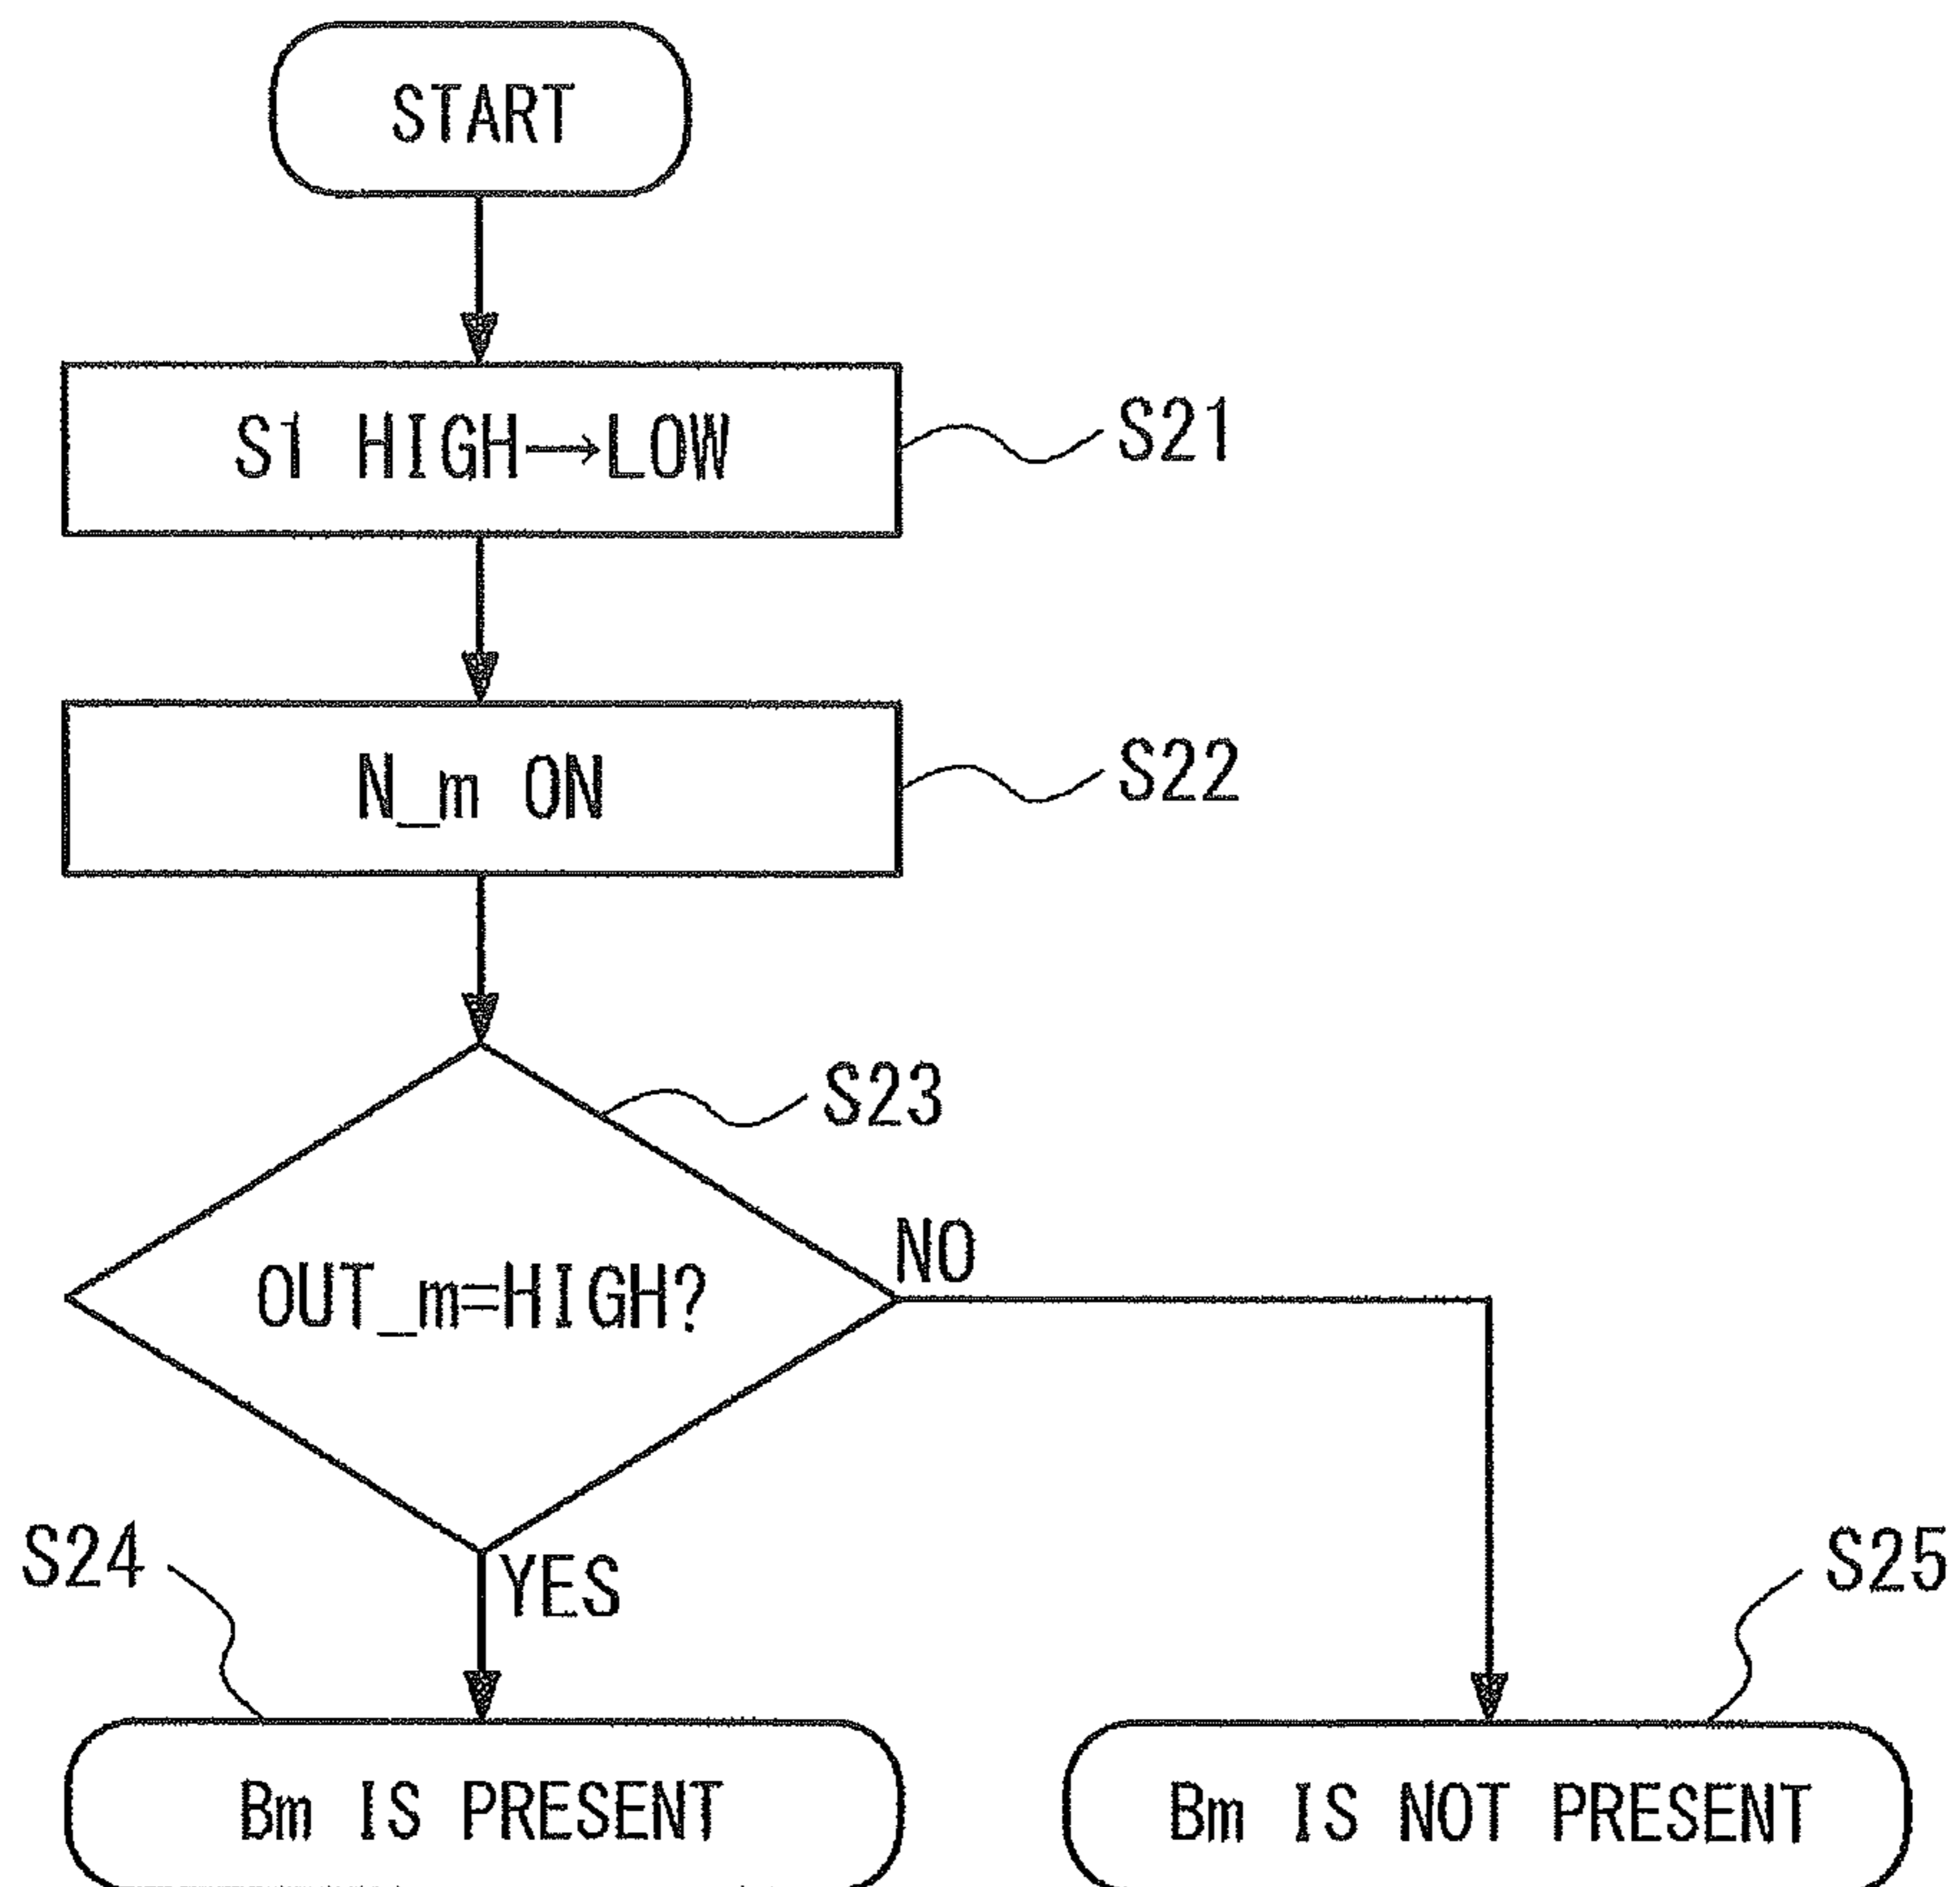 START
S1 HIGH→LOW
S21
N_m ON
S22
S23
OUT_m=HIGH?
NO
YES
S24
S25
Bm IS PRESENT
Bm IS NOT PRESENT